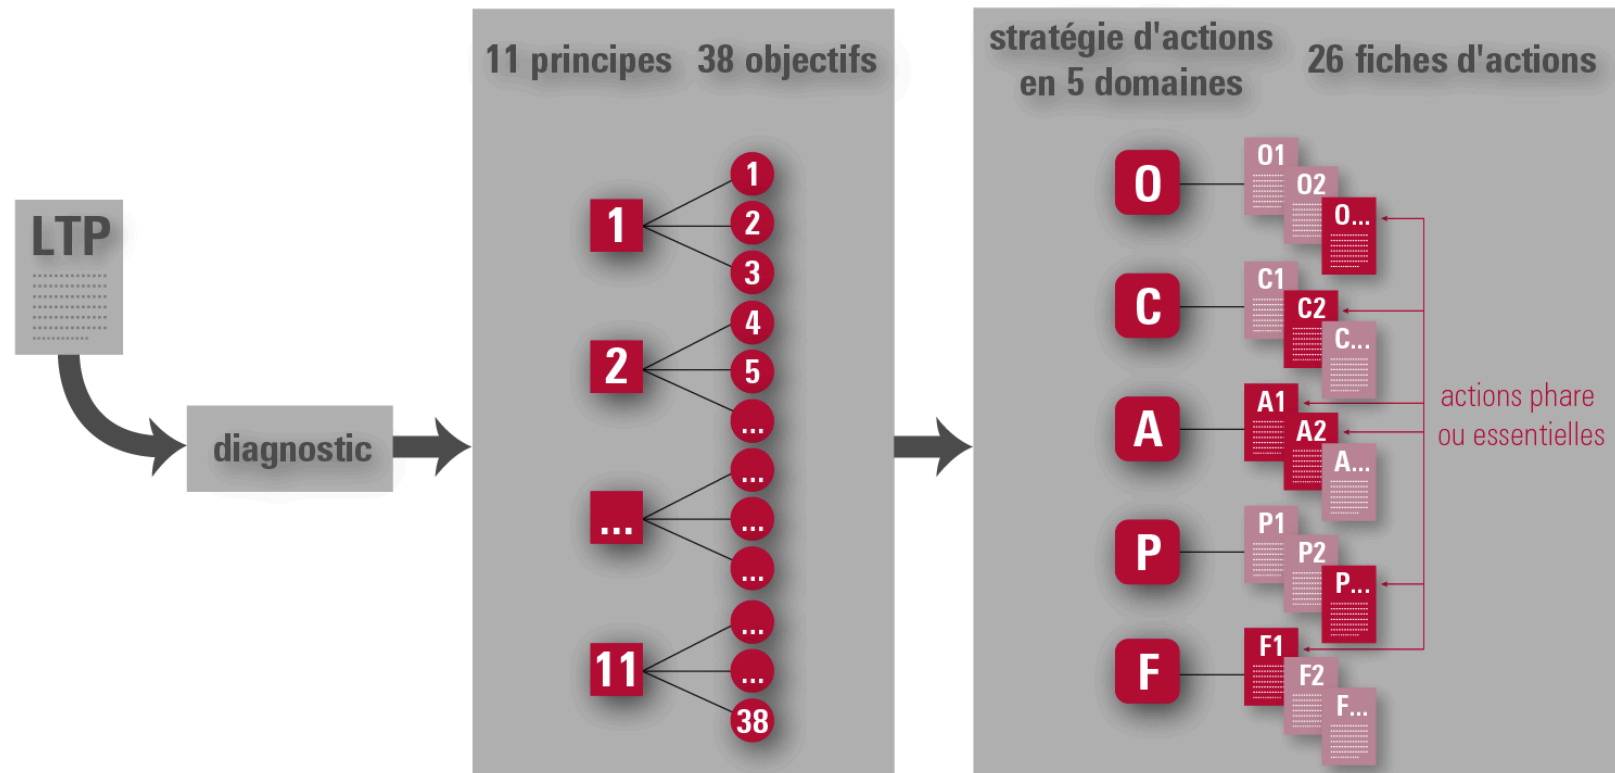 LTP
diagnostic
11 principes
38 objectifs
1
1
2
3
2
4
5
...
...
...
...
...
11
...
...
38
stratégie d'actions
en 5 domaines
26 fiches d'actions
O
O1
O2
O...
C
C1
C2
C...
A
A1
A2
A...
P
P1
P2
P...
F
F1
F2
F...
actions phare
ou essentielles